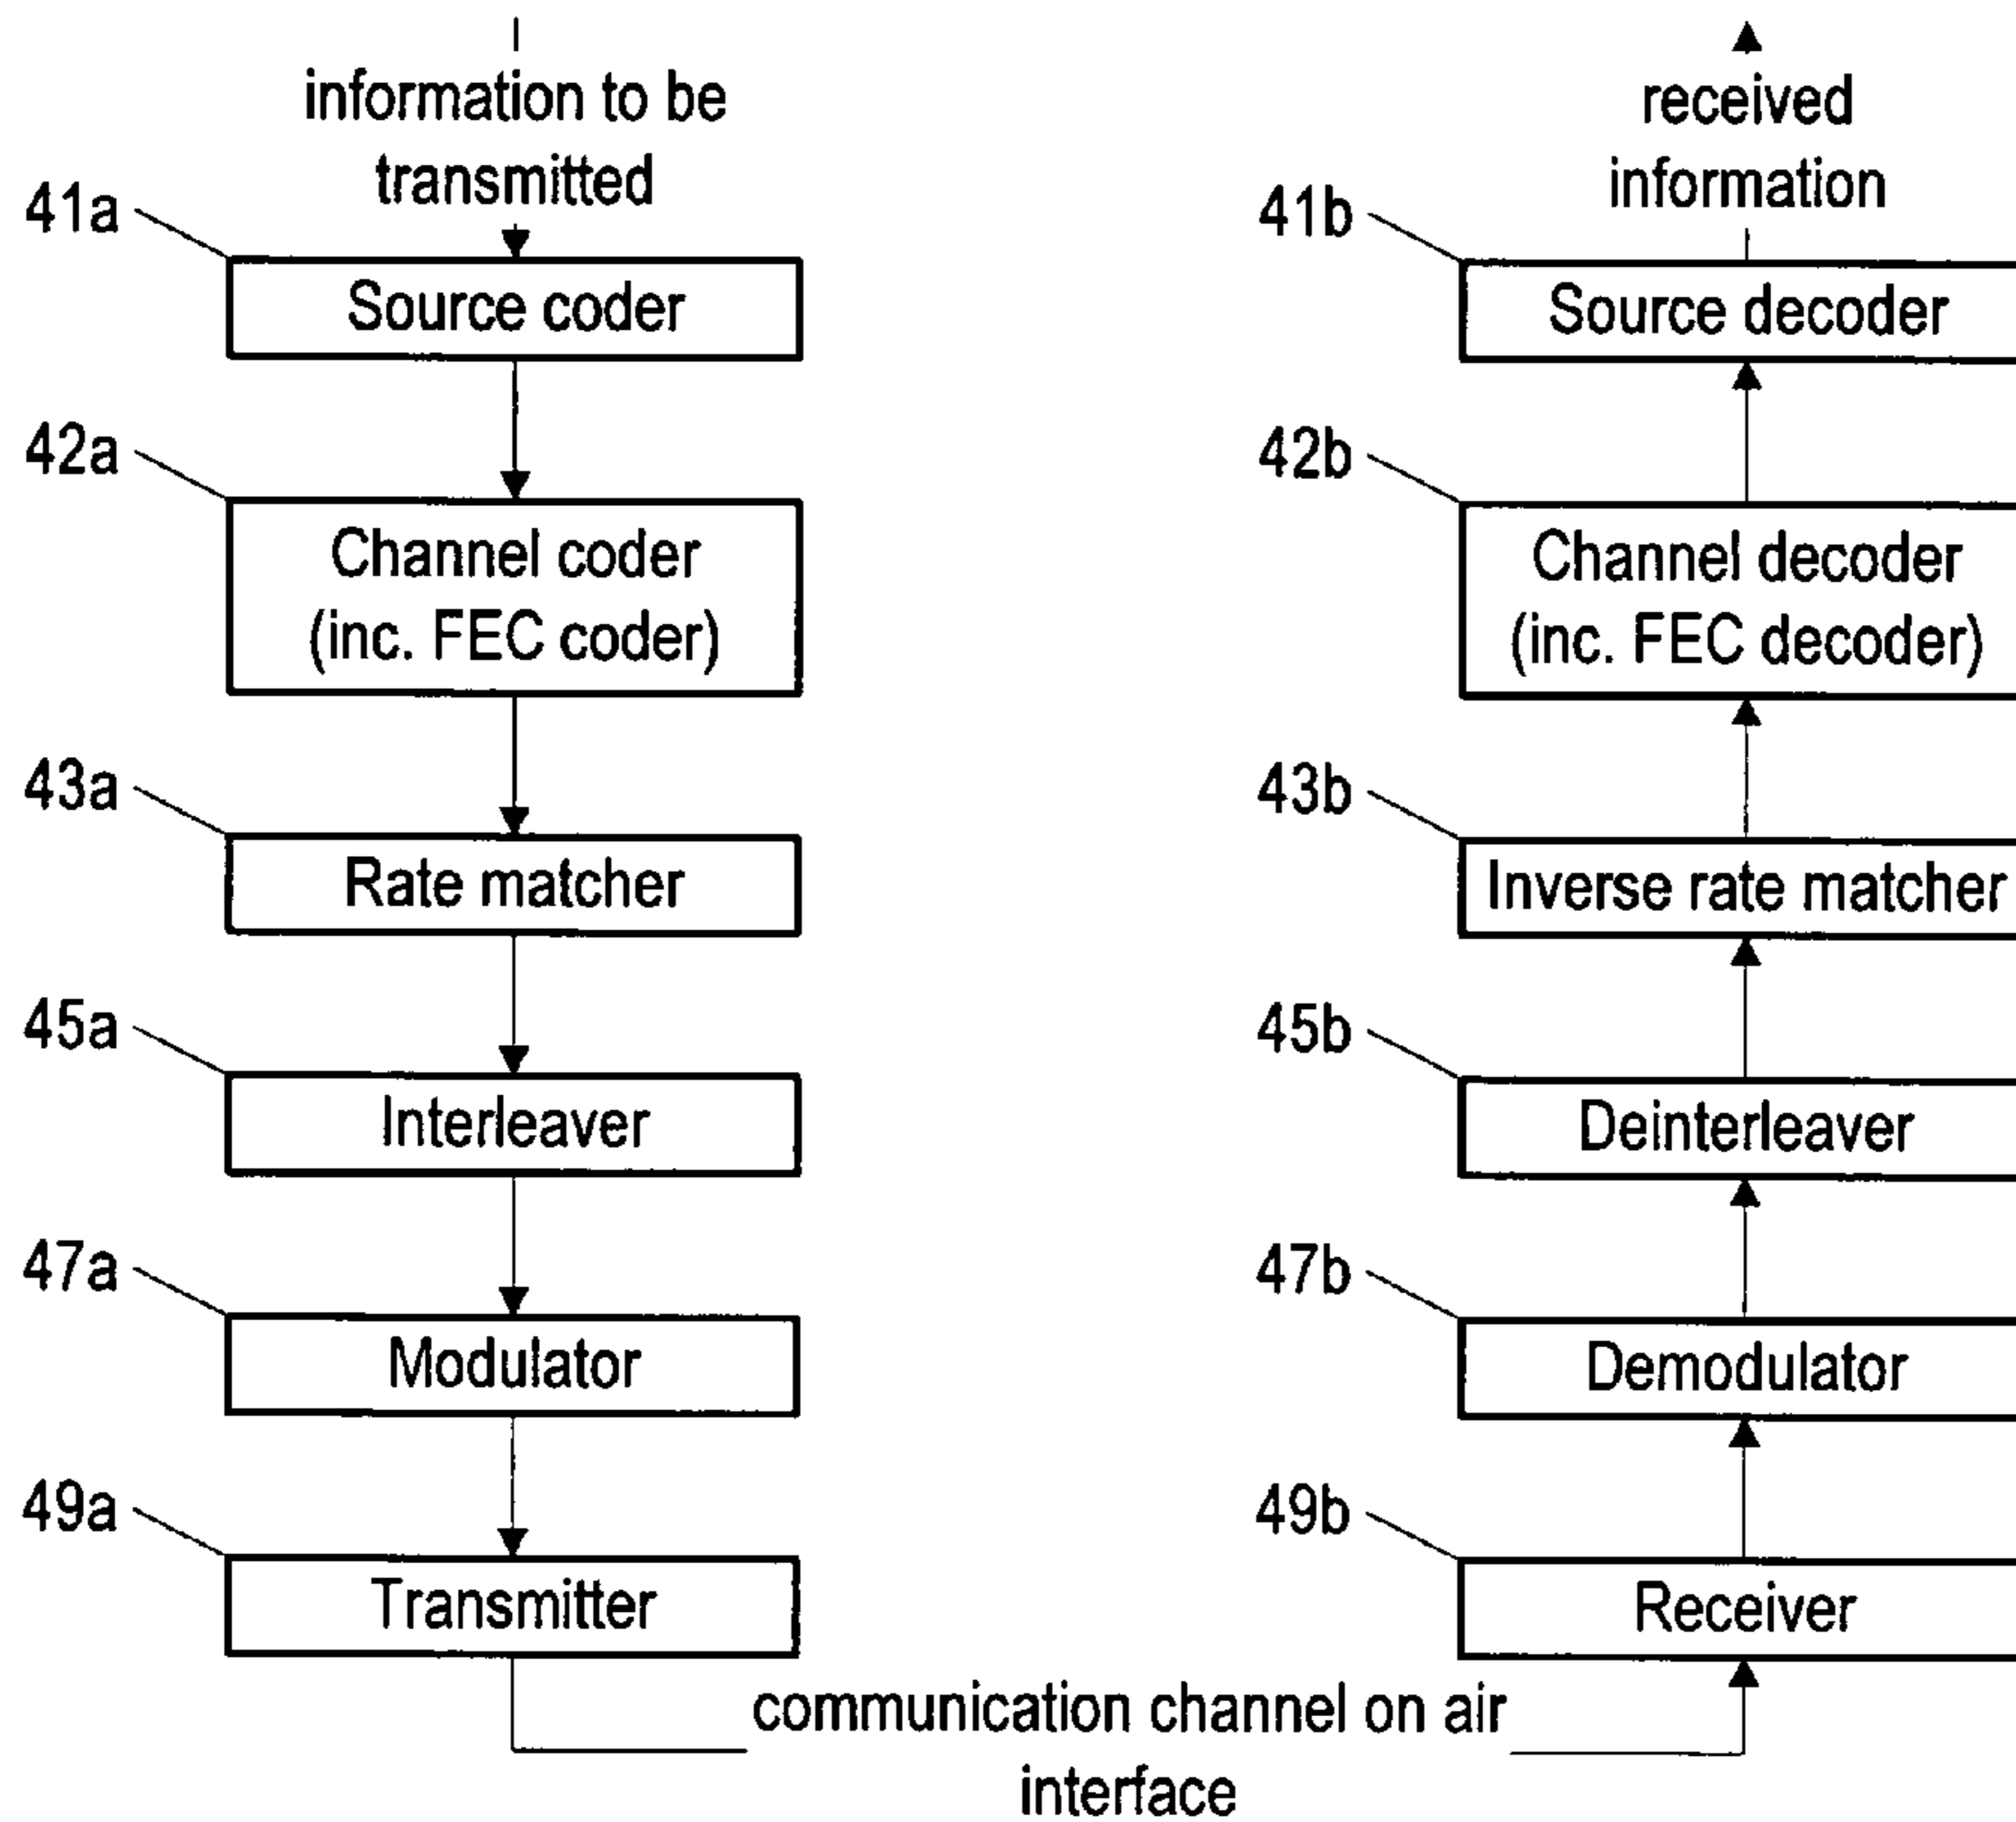 information to be
transmitted
41a
Source coder
42a
Channel coder
(inc. FEC coder)
43a
Rate matcher
45a
Interleaver
47a
Modulator
49a
Transmitter
communication channel on air
interface
received
information
41b
Source decoder
42b
Channel decoder
(inc. FEC decoder)
43b
Inverse rate matcher
45b
Deinterleaver
47b
Demodulator
49b
Receiver